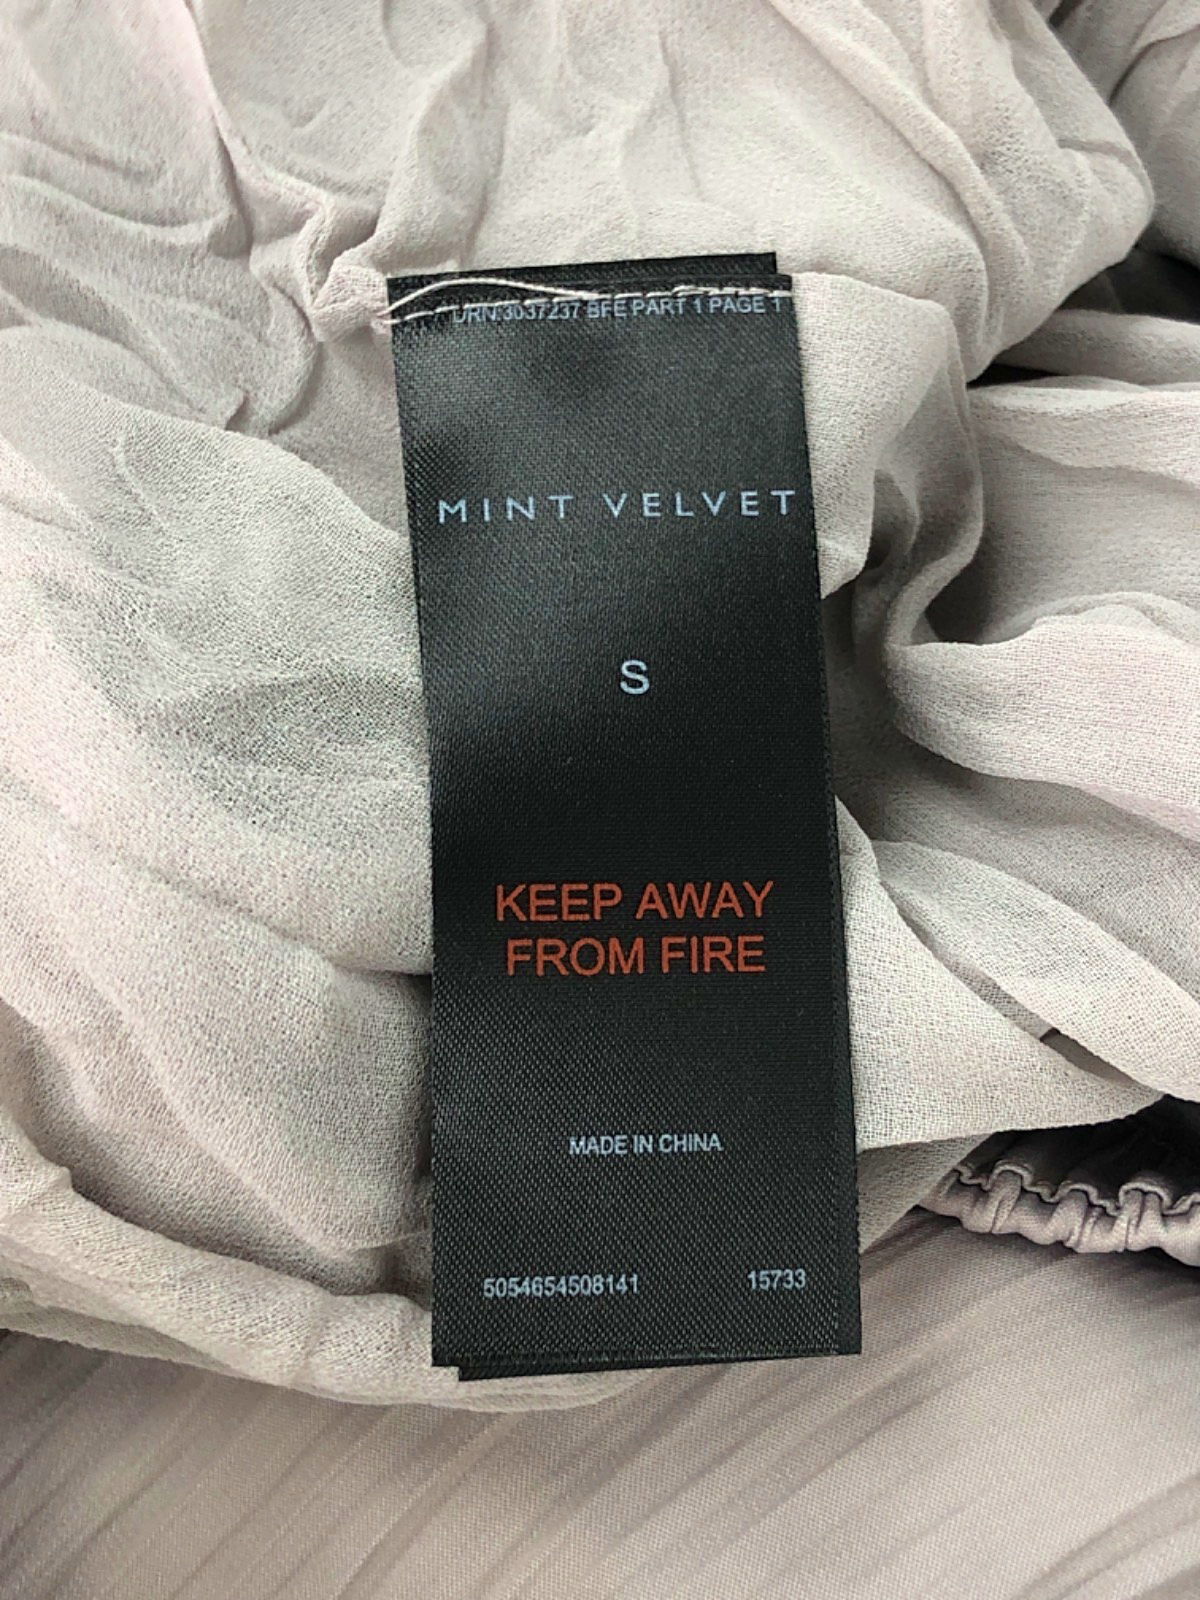 URN.3037237 BFE PART 1 PAGE 1
MINT VELVET
S
KEEP AWAY
FROM FIRE
MADE IN CHINA
5054654508141 15733